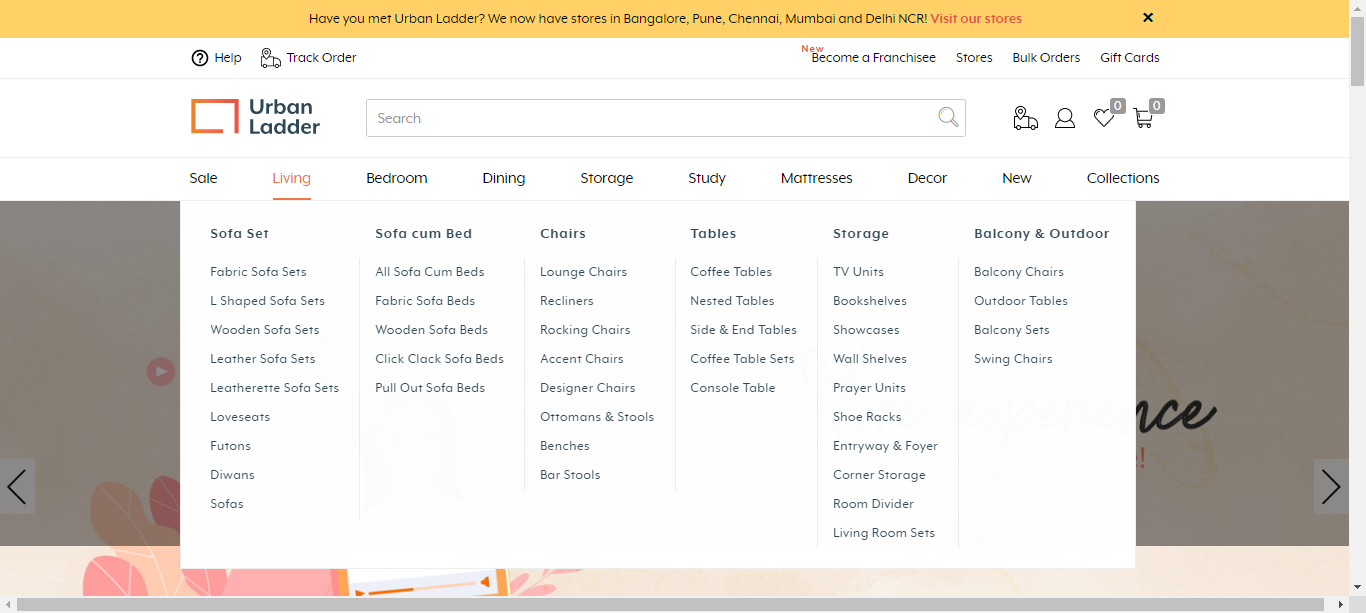 Have you met Urban Ladder? We now have stores in Bangalore, Pune, Chennai, Mumbai and Delhi NCR! Visit our stores
Help
Track Order
New
Become a Franchisee
Stores
Bulk Orders
Gift Cards
Urban
Ladder
Search
0
0
Sale
Living
Bedroom
Dining
Storage
Study
Mattresses
Decor
New
Collections
Sofa Set
Fabric Sofa Sets
L Shaped Sofa Sets
Wooden Sofa Sets
Leather Sofa Sets
Leatherette Sofa Sets
Loveseats
Futons
Diwans
Sofas
Sofa cum Bed
All Sofa Cum Beds
Fabric Sofa Beds
Wooden Sofa Beds
Click Clack Sofa Beds
Pull Out Sofa Beds
Chairs
Lounge Chairs
Recliners
Rocking Chairs
Accent Chairs
Designer Chairs
Ottomans & Stools
Benches
Bar Stools
Tables
Coffee Tables
Nested Tables
Side & End Tables
Coffee Table Sets
Console Table
Storage
TV Units
Bookshelves
Showcases
Wall Shelves
Prayer Units
Shoe Racks
Entryway & Foyer
Corner Storage
Room Divider
Living Room Sets
Balcony & Outdoor
Balcony Chairs
Outdoor Tables
Balcony Sets
Swing Chairs
experience